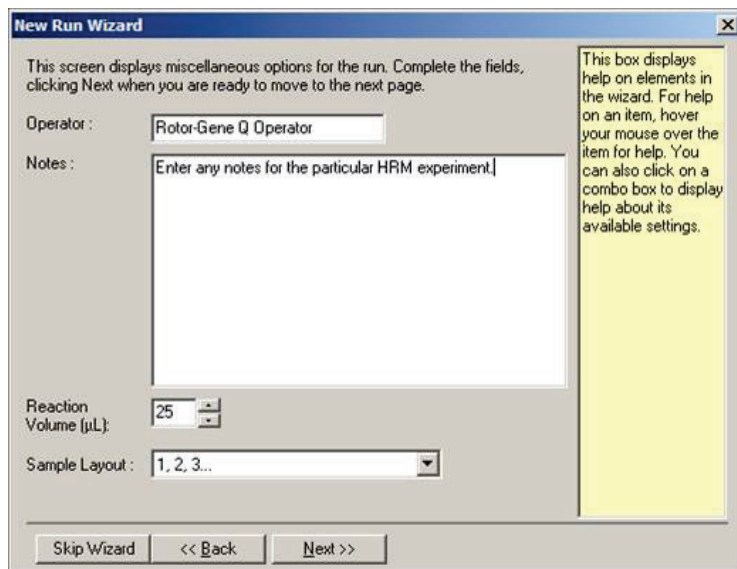 New Run Wizard
This screen displays miscellaneous options for the run. Complete the fields,
clicking Next when you are ready to move to the next page.
Operator :
Rotor-Gene Q Operator
Notes :
Enter any notes for the particular HRM experiment.
Reaction
Volume (µL):
25
Sample Layout :
1, 2, 3...
Skip Wizard
<< Back
Next >>
This box displays
help on elements in
the wizard. For help
on an item, hover
your mouse over the
item for help. You
can also click on a
combo box to display
help about its
available settings.